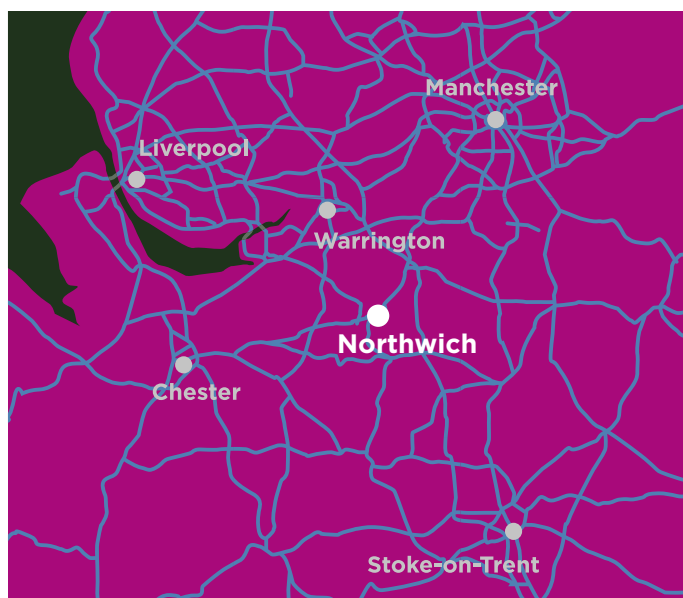 Manchester
Liverpool
Warrington
Northwich
Chester
Stoke-on-Trent